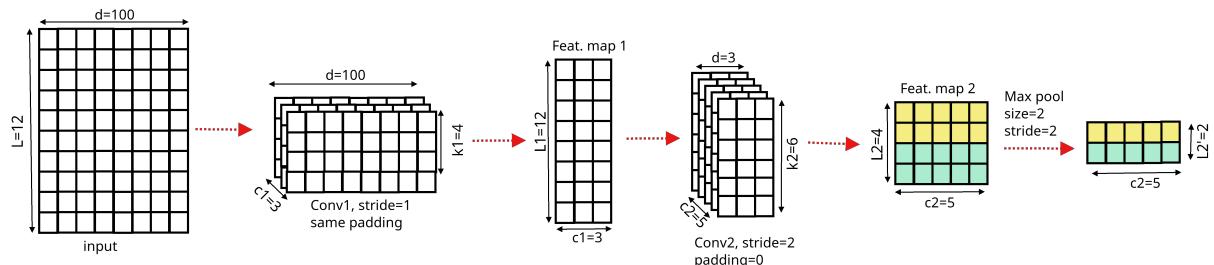 d=100
L=12
input
d=100
k1=4
c1=3
Conv1, stride=1
same padding
Feat. map 1
L1=12
c1=3
d=3
k2=6
c2=5
Conv2, stride=2
padding=0
Feat. map 2
L2=4
c2=5
Max pool
size=2
stride=2
L2'=2
c2=5